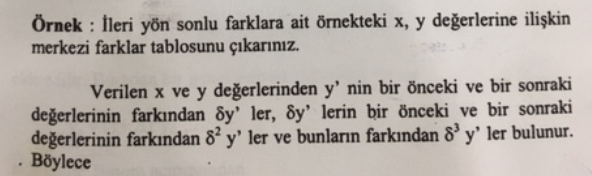 Örnek : İleri yön sonlu farklara ait örnekteki x, y değerlerine ilişkin
merkezi farklar tablosunu çıkarınız.
Verilen x ve y değerlerinden y' nin bir önceki ve bir sonraki
değerlerinin farkından δy' ler, δy' lerin bir önceki ve bir sonraki
değerlerinin farkından δ² y' ler ve bunların farkından δ³ y' ler bulunur.
Böylece